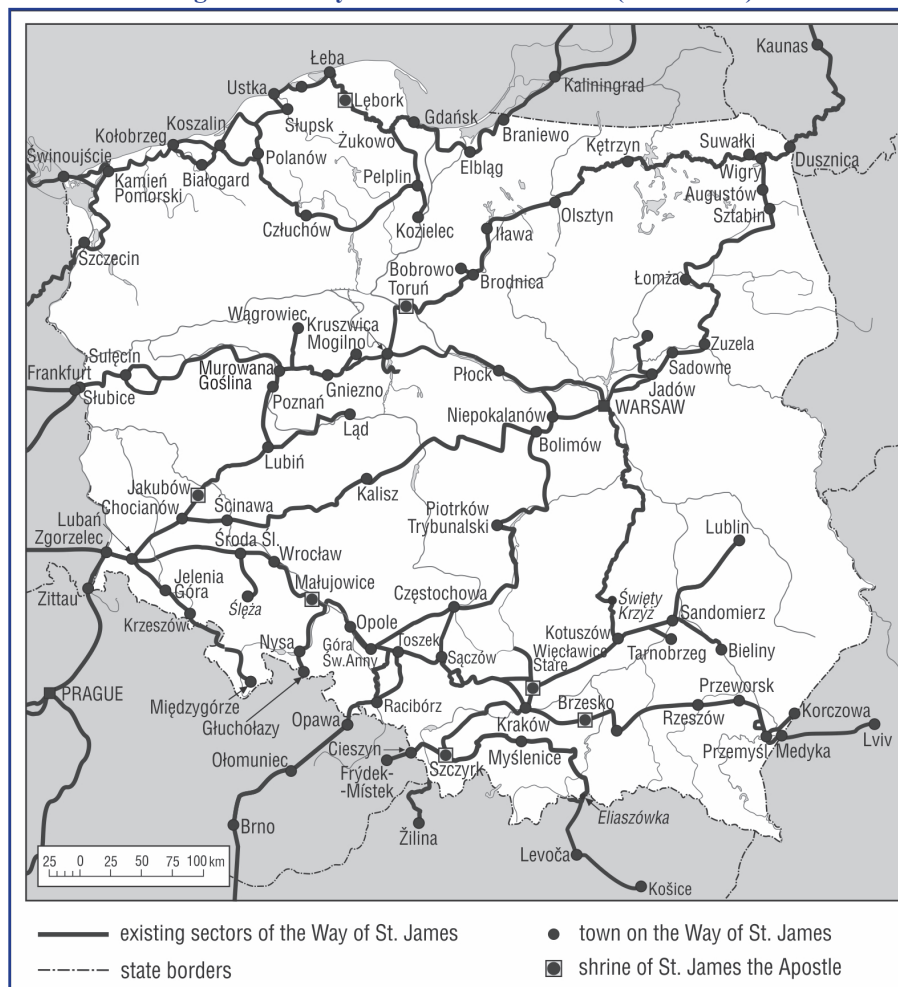 Łeba
Kaunas
Ustka
Lębork
Kaliningrad
Słupsk
Gdańsk
Kołobrzeg
Koszalin
Żukowo
Braniewo
Świnoujście
Polanów
Elbląg
Kętrzyn
Suwałki
Dusznica
Kamień
Pomorski
Białogard
Pelplin
Wigry
Augustów
Człuchów
Kozielec
Olsztyn
Sztabin
Iława
Szczecin
Bobrowo
Toruń
Brodnica
Łomża
Wągrowiec
Kruszwica
Mogilno
Zuzela
Sulęcin
Murowana
Goślina
Sadowne
Frankfurt
Płock
Jadów
Słubice
Gniezno
Poznań
Niepokalanów
WARSAW
Ląd
Bolimów
Lubiń
Jakubów
Chocianów
Kalisz
Ścinawa
Piotrków
Trybunalski
Lublin
Lubań
Zgorzelec
Środa Śl.
Wrocław
Małujowice
Częstochowa
Jelenia
Góra
Ślęża
Święty
Krzyż
Sandomierz
Zittau
Krzeszów
Opole
Kotuszów
Nysa
Góra
Św.Anny
Toszek
Więcławice
Stare
Tarnobrzeg
Bieliny
Sączów
PRAGUE
Międzygórze
Głuchołazy
Racibórz
Brzesko
Przeworsk
Opawa
Korczowa
Kraków
Rzeszów
Cieszyn
Przemyśl
Medyka
Lviv
Ołomuniec
Frýdek-
-Místek
Szczyrk
Myślenice
Eliaszówka
Brno
Žilina
Levoča
Košice
25 0 25 50 75 100 km
existing sectors of the Way of St. James
town on the Way of St. James
state borders
shrine of St. James the Apostle